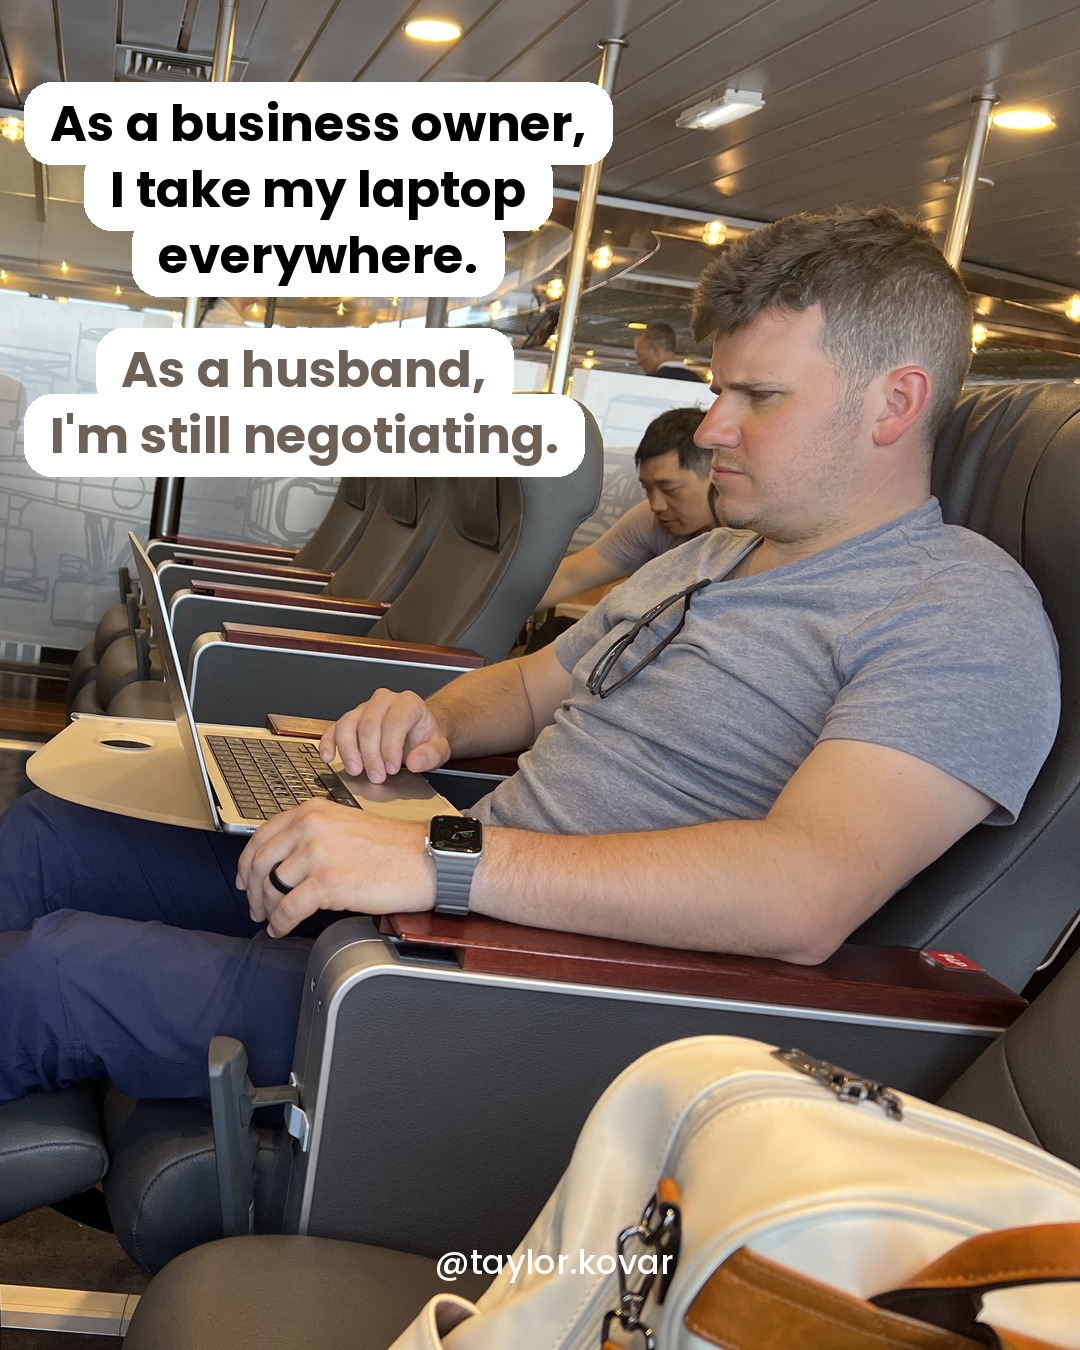 As a business owner,
I take my laptop
everywhere.
As a husband,
I'm still negotiating.
@taylor.kovar